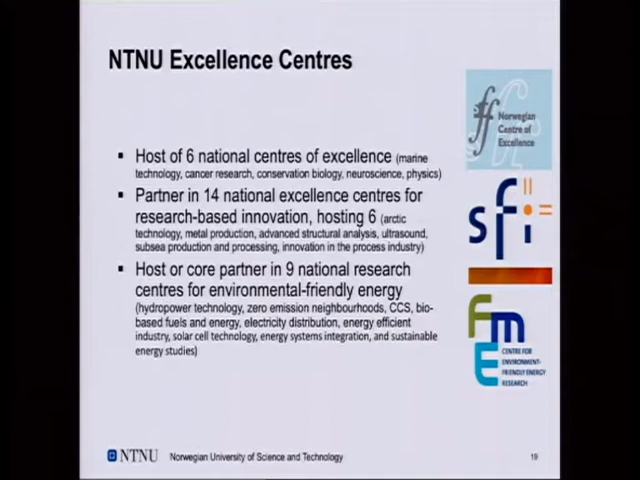 NTNU Excellence Centres
▪ Host of 6 national centres of excellence (marine
technology, cancer research, conservation biology, neuroscience, physics)
▪ Partner in 14 national excellence centres for
research-based innovation, hosting 6 (arctic
technology, metal production, advanced structural analysis, ultrasound,
subsea production and processing, innovation in the process industry)
▪ Host or core partner in 9 national research
centres for environmental-friendly energy
(hydropower technology, zero emission neighbourhoods, CCS, bio-
based fuels and energy, electricity distribution, energy efficient
industry, solar cell technology, energy systems integration, and sustainable
energy studies)
Norwegian
Centre of
Excellence
sfi
FmE
CENTRE FOR
ENVIRONMENT-
FRIENDLY ENERGY
RESEARCH
NTNU Norwegian University of Science and Technology 19